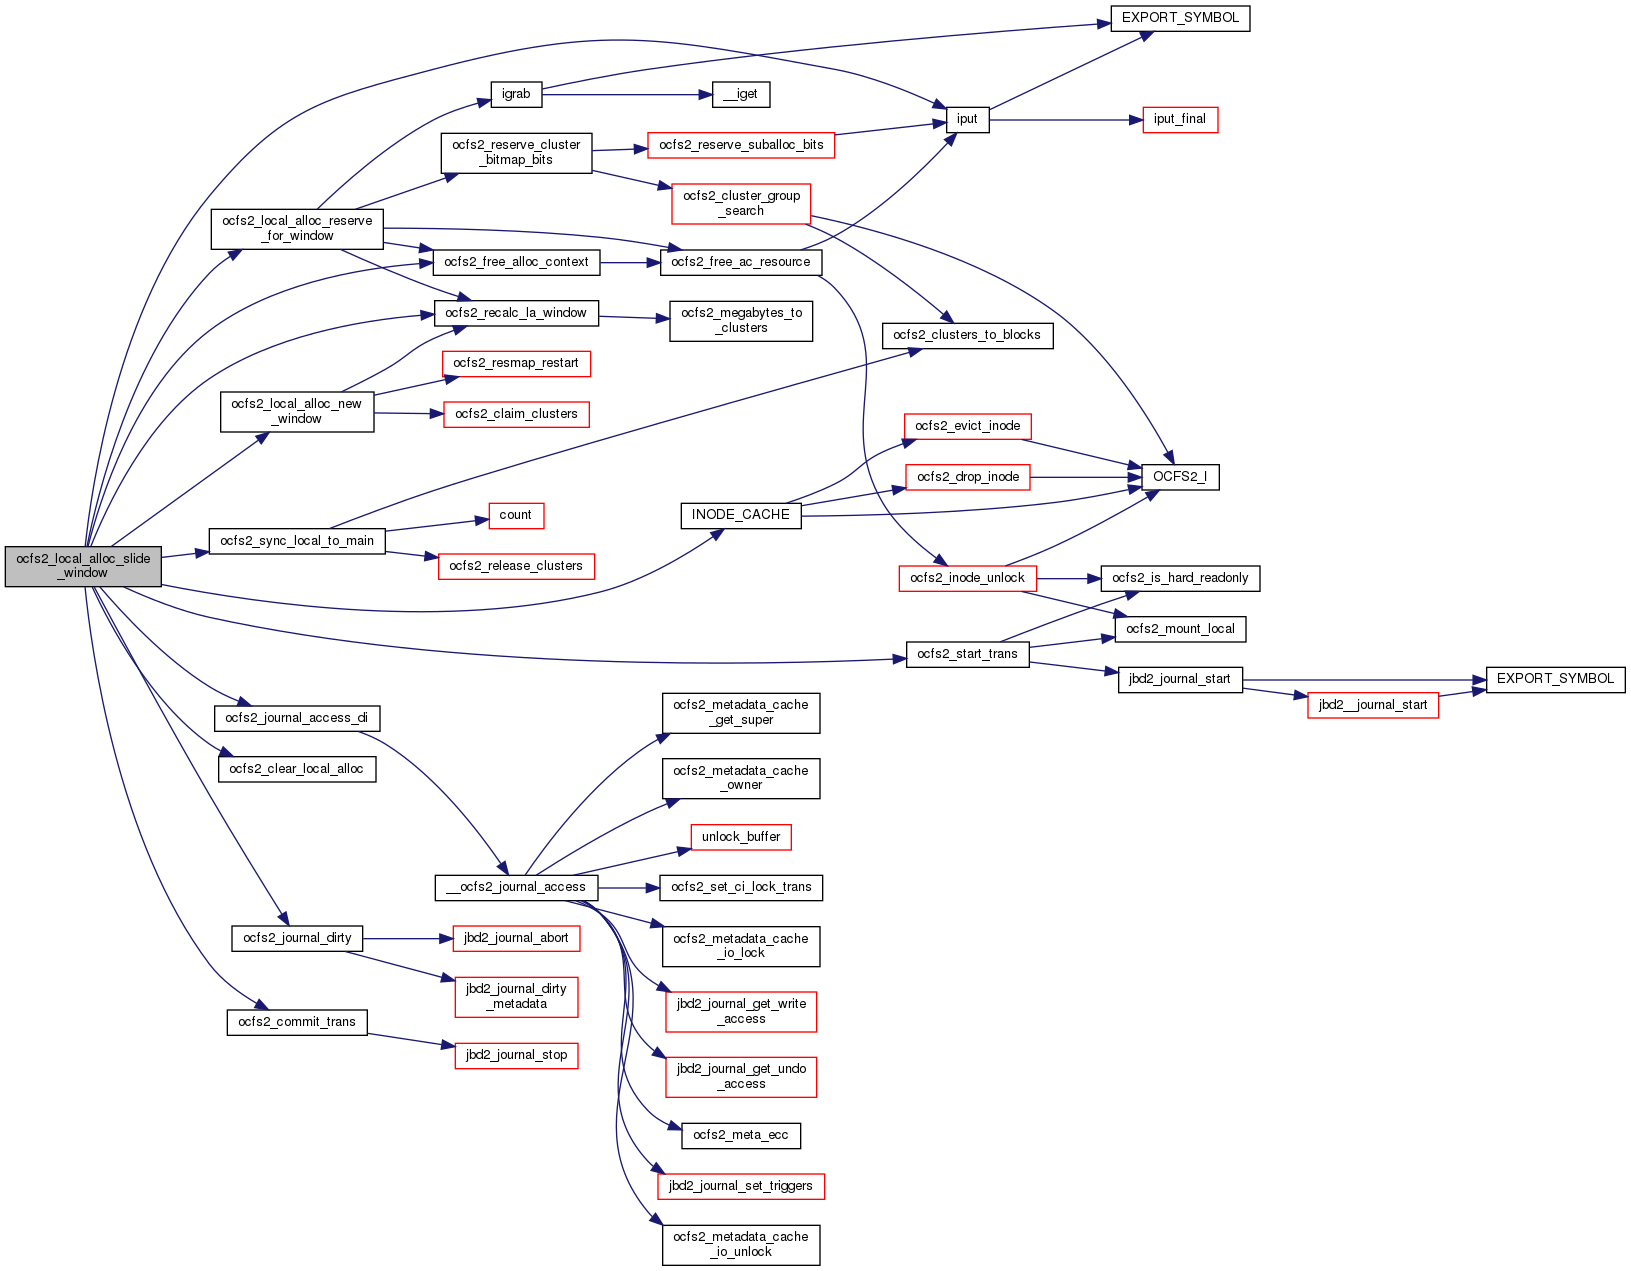 EXPORT_SYMBOL
igrab
__iget
iput
iput_final
ocfs2_reserve_cluster
_bitmap_bits
ocfs2_reserve_suballoc_bits
ocfs2_cluster_group
_search
ocfs2_local_alloc_reserve
_for_window
ocfs2_free_alloc_context
ocfs2_free_ac_resource
ocfs2_recalc_la_window
ocfs2_megabytes_to
_clusters
ocfs2_clusters_to_blocks
ocfs2_resmap_restart
ocfs2_local_alloc_new
_window
ocfs2_claim_clusters
ocfs2_evict_inode
ocfs2_drop_inode
OCFS2_I
count
INODE_CACHE
ocfs2_sync_local_to_main
ocfs2_release_clusters
ocfs2_local_alloc_slide
_window
ocfs2_inode_unlock
ocfs2_is_hard_readonly
ocfs2_mount_local
ocfs2_start_trans
jbd2_journal_start
EXPORT_SYMBOL
jbd2__journal_start
ocfs2_journal_access_di
ocfs2_metadata_cache
_get_super
ocfs2_clear_local_alloc
ocfs2_metadata_cache
_owner
unlock_buffer
__ocfs2_journal_access
ocfs2_set_ci_lock_trans
ocfs2_journal_dirty
jbd2_journal_abort
ocfs2_metadata_cache
_io_lock
jbd2_journal_dirty
_metadata
jbd2_journal_get_write
_access
ocfs2_commit_trans
jbd2_journal_stop
jbd2_journal_get_undo
_access
ocfs2_meta_ecc
jbd2_journal_set_triggers
ocfs2_metadata_cache
_io_unlock